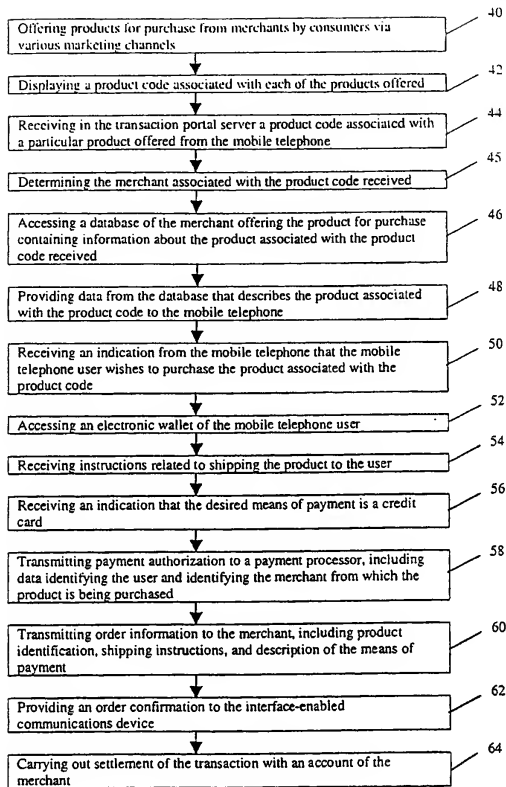 40
Offering products for purchase from merchants by consumers via
various marketing channels
42
Displaying a product code associated with each of the products offered
44
Receiving in the transaction portal server a product code associated with
a particular product offered from the mobile telephone
45
Determining the merchant associated with the product code received
46
Accessing a database of the merchant offering the product for purchase
containing information about the product associated with the product
code received
48
Providing data from the database that describes the product associated
with the product code to the mobile telephone
50
Receiving an indication from the mobile telephone that the mobile
telephone user wishes to purchase the product associated with the
product code
52
Accessing an electronic wallet of the mobile telephone user
54
Receiving instructions related to shipping the product to the user
56
Receiving an indication that the desired means of payment is a credit
card
58
Transmitting payment authorization to a payment processor, including
data identifying the user and identifying the merchant from which the
product is being purchased
60
Transmitting order information to the merchant, including product
identification, shipping instructions, and description of the means of
payment
62
Providing an order confirmation to the interface-enabled
communications device
64
Carrying out settlement of the transaction with an account of the
merchant